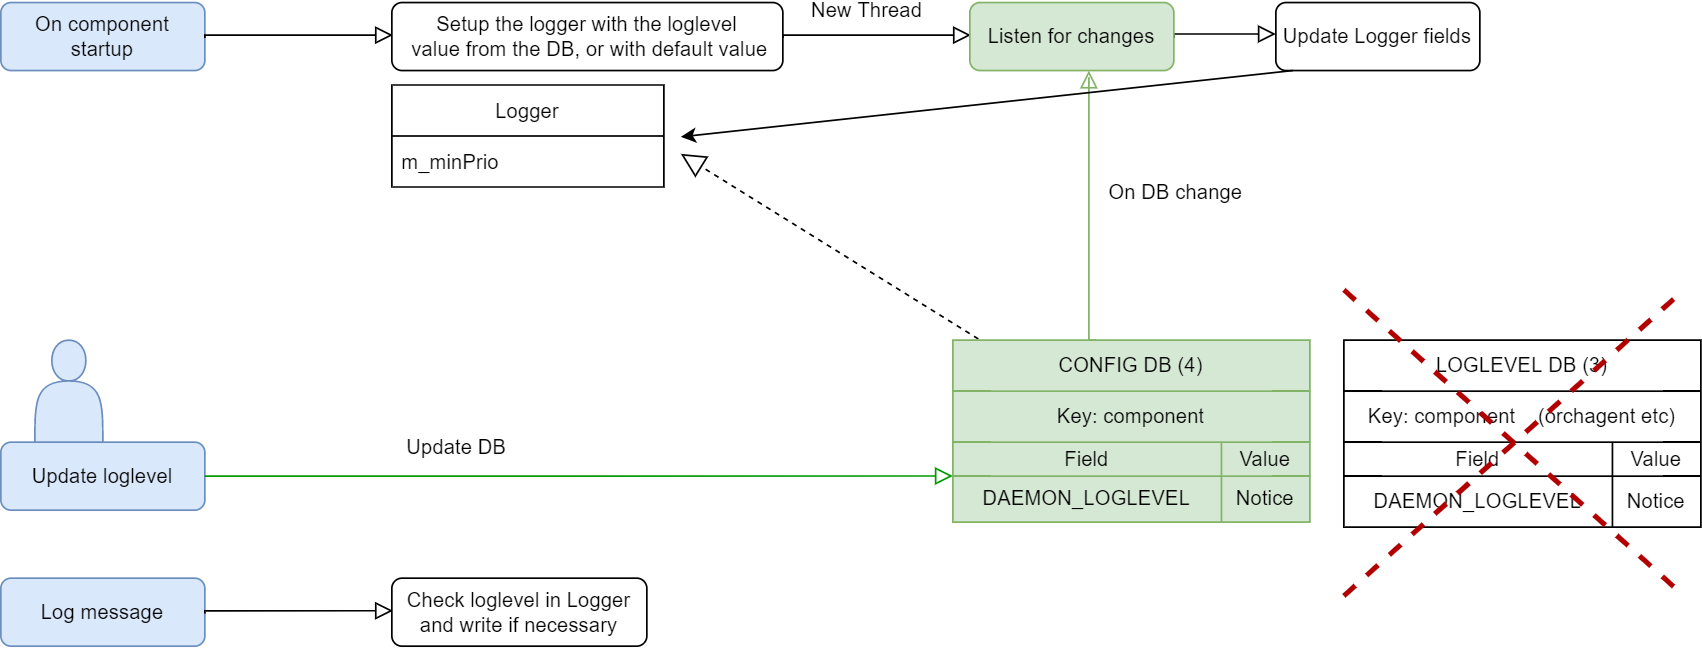 On component
startup
Setup the logger with the loglevel
value from the DB, or with default value
New Thread
Listen for changes
Update Logger fields
Logger
m_minPrio
On DB change
CONFIG DB (4)
Key: component
Field
Value
DAEMON_LOGLEVEL
Notice
LOGLEVEL DB (3)
Key: component (orchagent etc)
Field
Value
DAEMON_LOGLEVEL
Notice
Update DB
Update loglevel
Log message
Check loglevel in Logger
and write if necessary